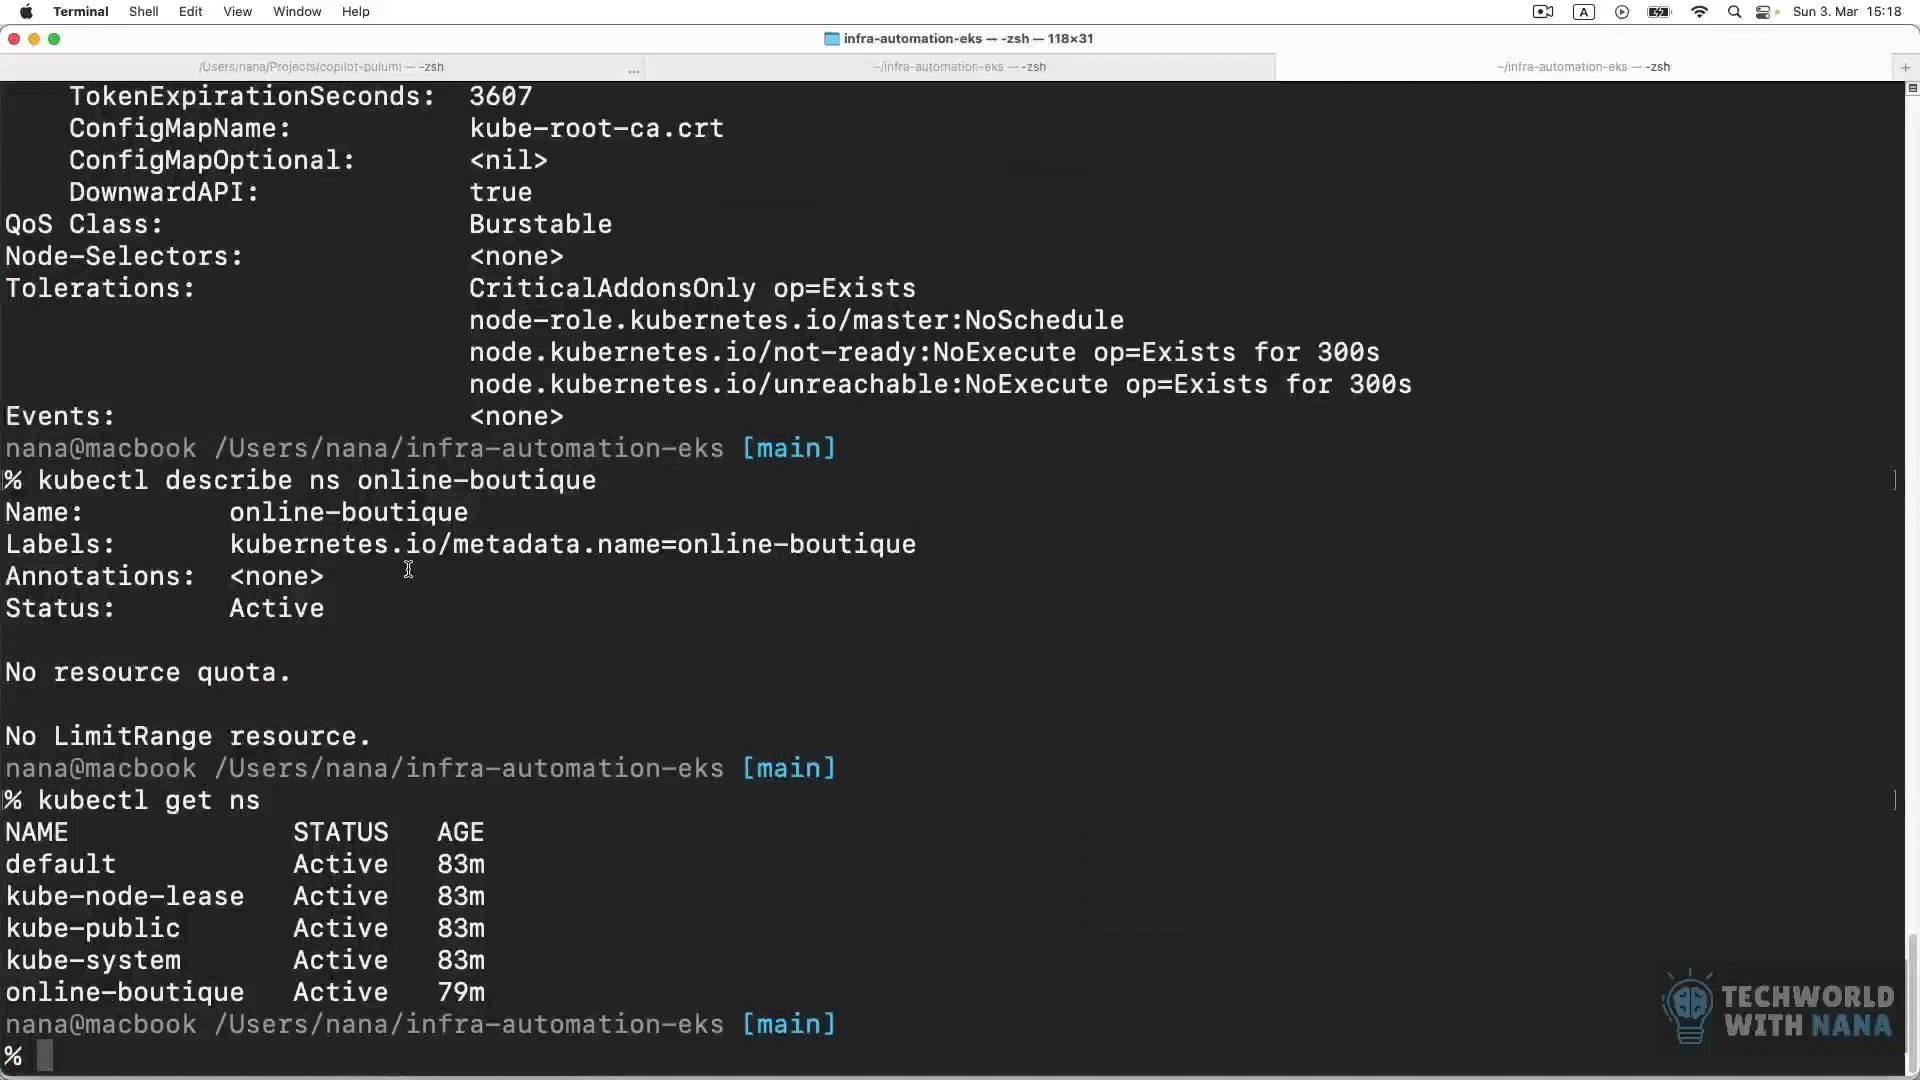 Terminal Shell Edit View Window Help A Sun 3. Mar 15:18
infra-automation-eks — -zsh — 118×31
/Users/nana/Projects/copilot-pulumi — -zsh ... ~/infra-automation-eks — -zsh ~/infra-automation-eks — -zsh +
TokenExpirationSeconds: 3607
ConfigMapName: kube-root-ca.crt
ConfigMapOptional: <nil>
DownwardAPI: true
QoS Class: Burstable
Node-Selectors: <none>
Tolerations: CriticalAddonsOnly op=Exists
node-role.kubernetes.io/master:NoSchedule
node.kubernetes.io/not-ready:NoExecute op=Exists for 300s
node.kubernetes.io/unreachable:NoExecute op=Exists for 300s
Events: <none>
nana@macbook /Users/nana/infra-automation-eks [main]
% kubectl describe ns online-boutique
Name: online-boutique
Labels: kubernetes.io/metadata.name=online-boutique
Annotations: <none>
Status: Active
No resource quota.
No LimitRange resource.
nana@macbook /Users/nana/infra-automation-eks [main]
% kubectl get ns
NAME STATUS AGE
default Active 83m
kube-node-lease Active 83m
kube-public Active 83m
kube-system Active 83m
online-boutique Active 79m
nana@macbook /Users/nana/infra-automation-eks [main]
%
TECHWORLD
WITH NANA